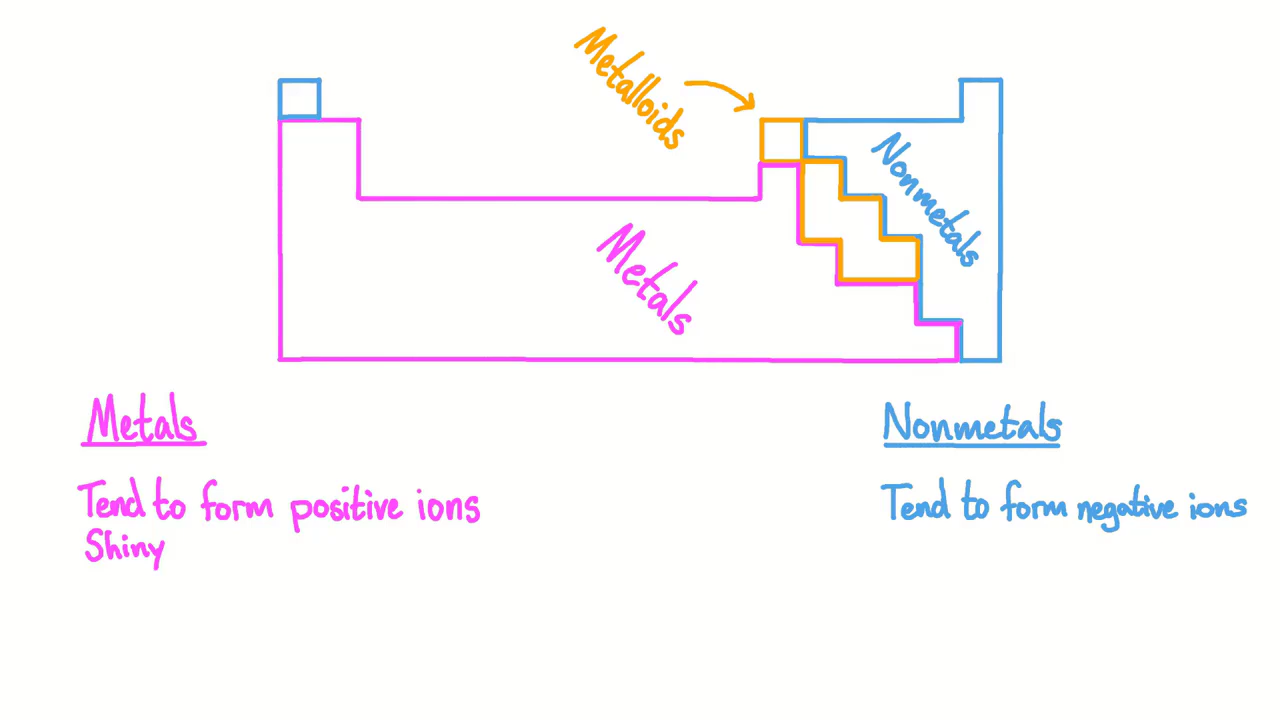 Metalloids
Nonmetals
Metals
Metals
Tend to form positive ions
Shiny
Nonmetals
Tend to form negative ions